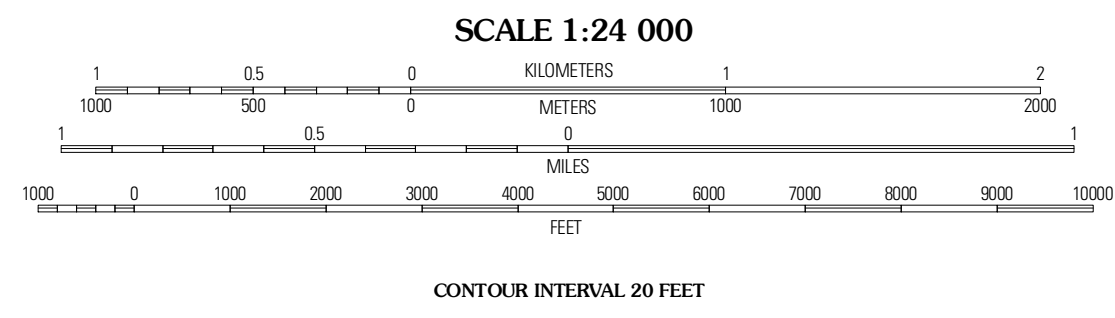 SCALE 1:24 000
1 0.5 0 KILOMETERS 1 2
1000 500 0 METERS 1000 2000
1 0.5 0 1
MILES
1000 0 1000 2000 3000 4000 5000 6000 7000 8000 9000 10000
FEET
CONTOUR INTERVAL 20 FEET